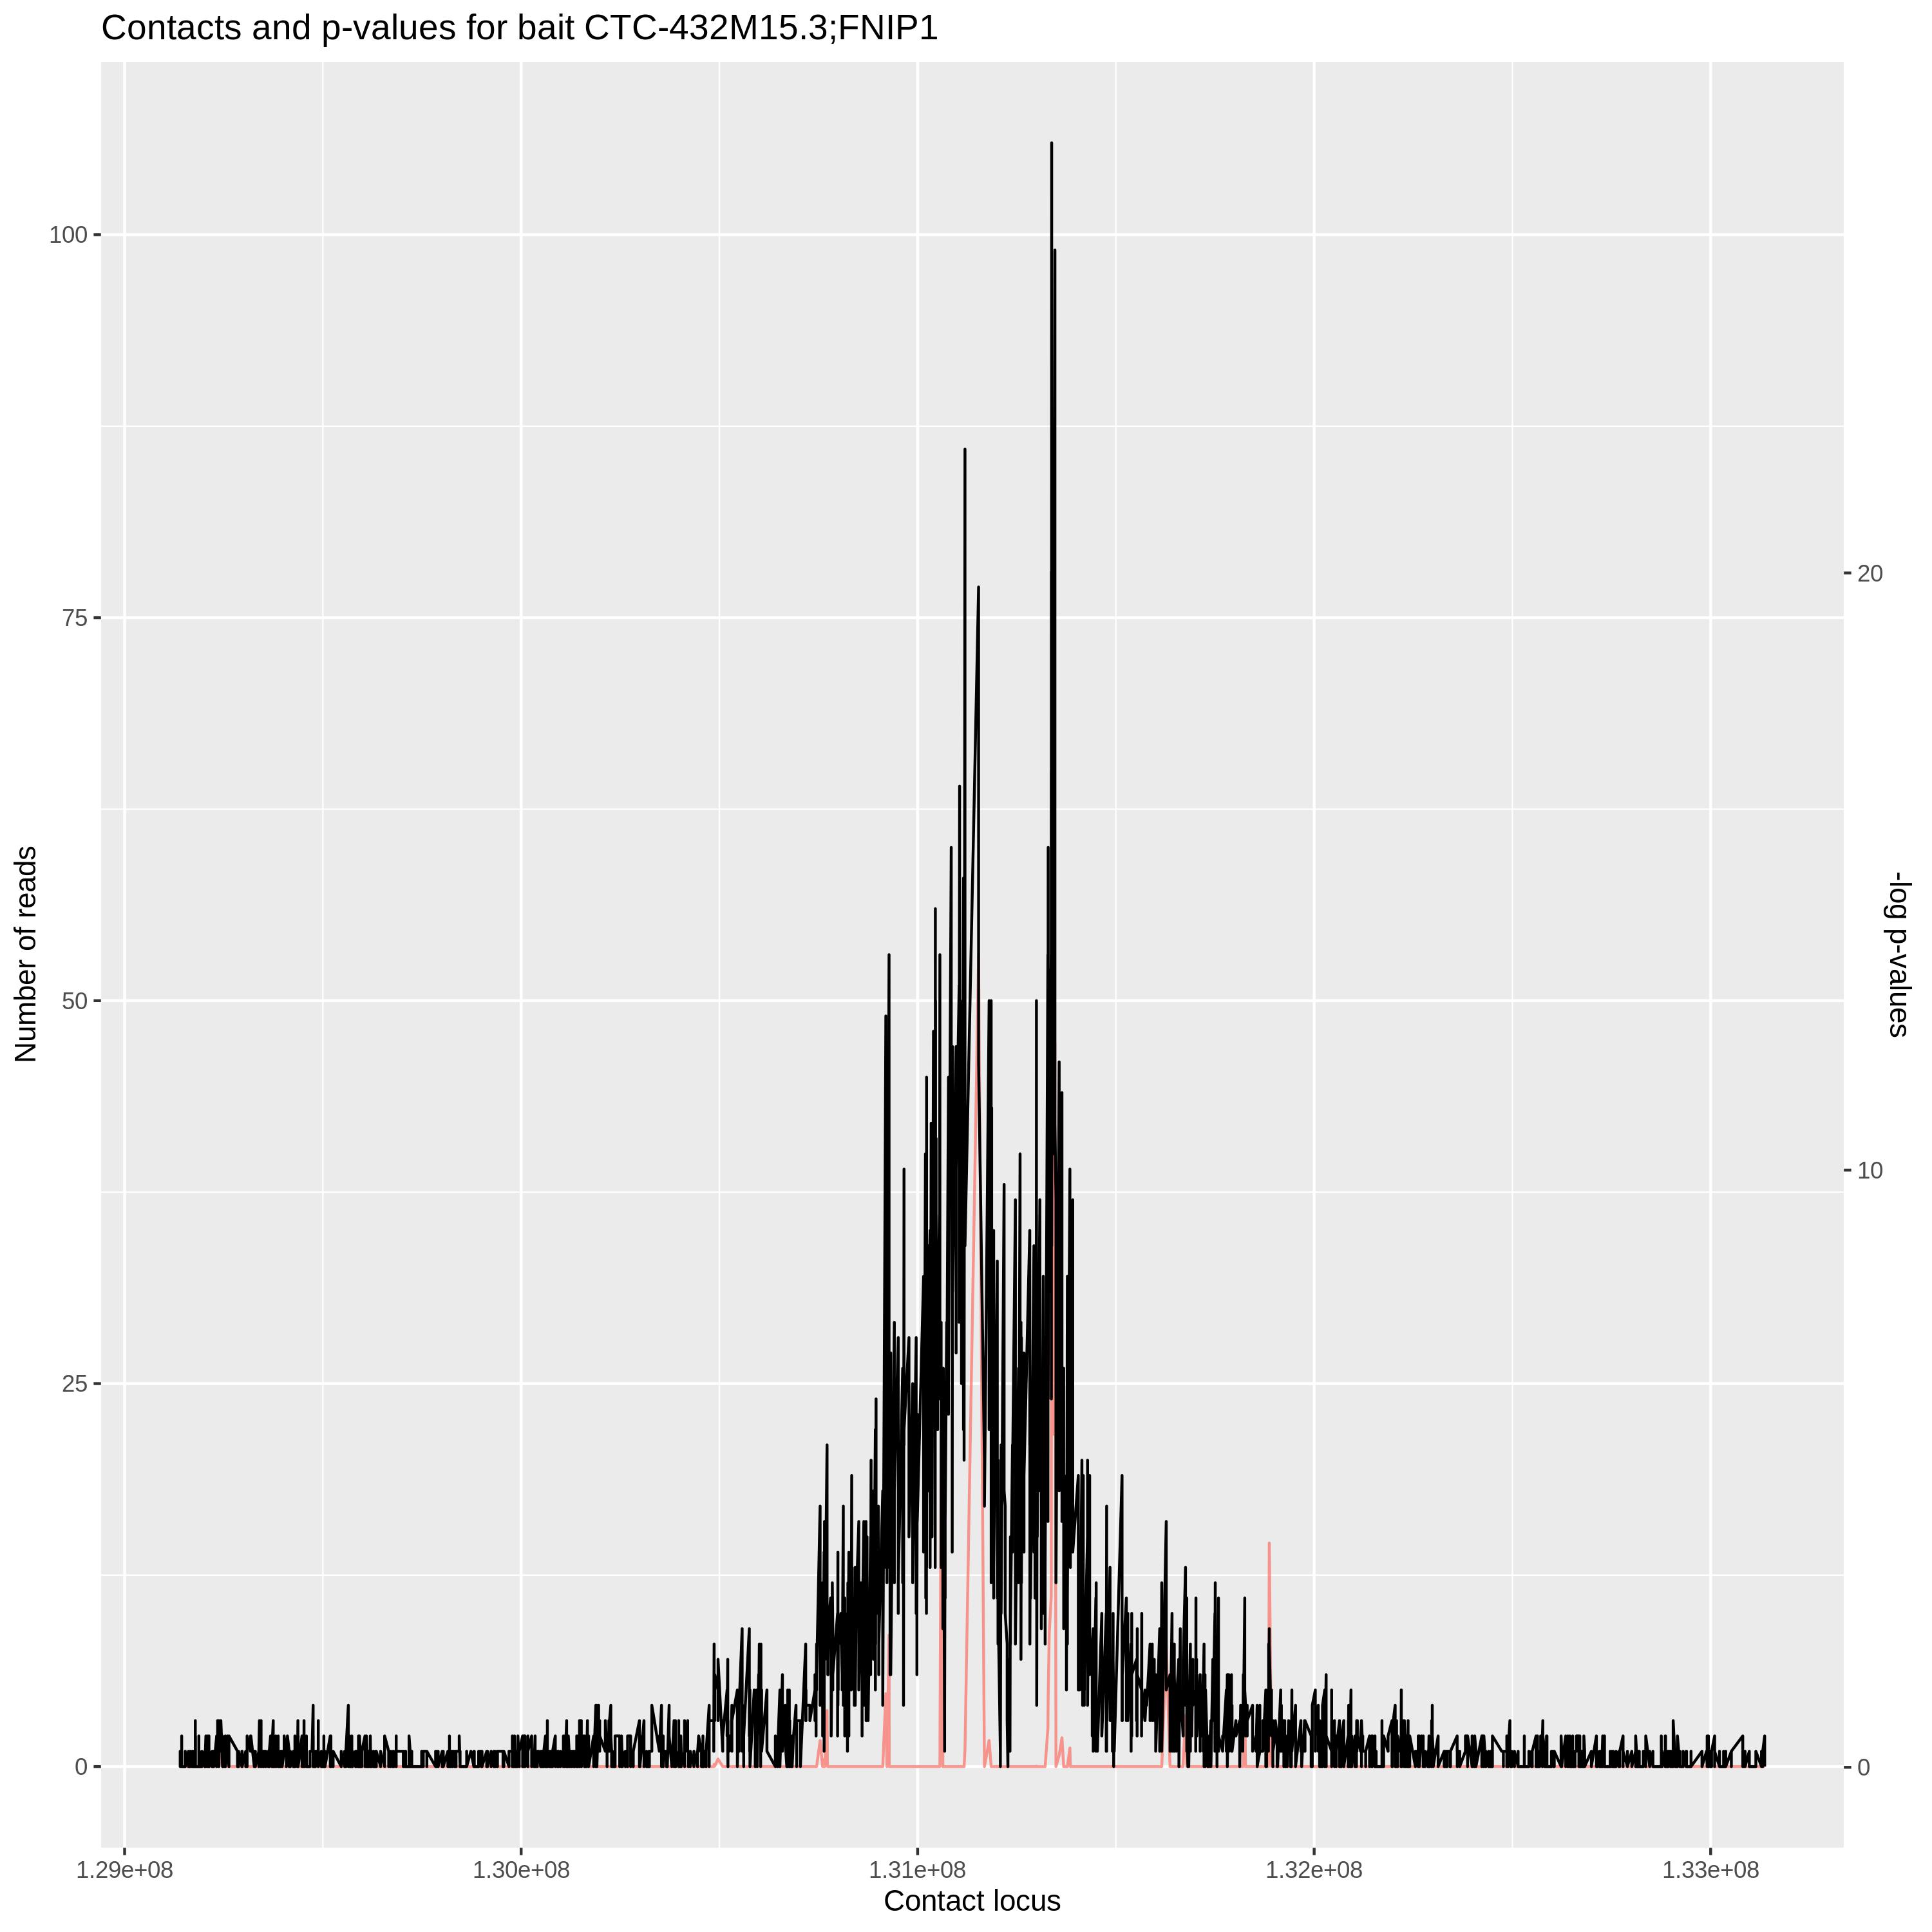 Contacts and p-values for bait CTC-432M15.3;FNIP1
100
75
50
25
0
Number of reads
20
10
0
-log p-values
1.29e+08
1.30e+08
1.31e+08
1.32e+08
1.33e+08
Contact locus